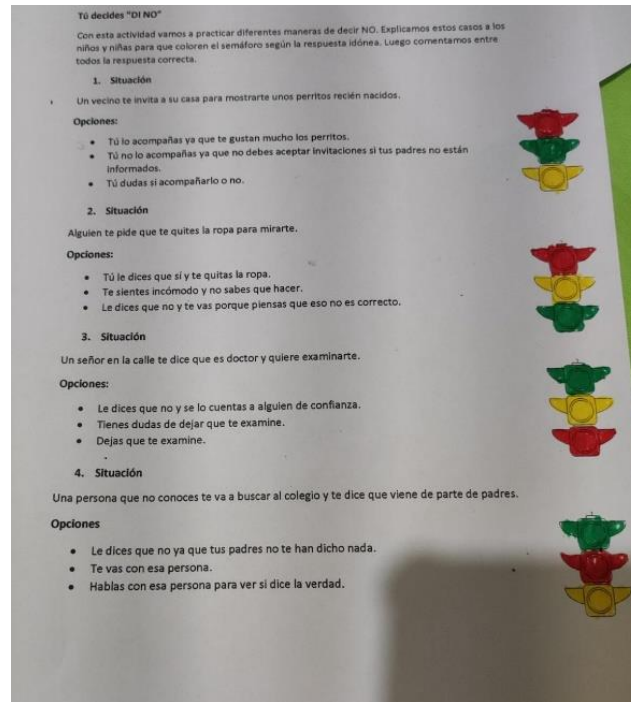 Tú decides "DI NO"
Con esta actividad vamos a practicar diferentes maneras de decir NO. Explicamos estos casos a los
niños y niñas para que coloren el semáforo según la respuesta idónea. Luego comentamos entre
todos la respuesta correcta.
1. Situación
Un vecino te invita a su casa para mostrarte unos perritos recién nacidos.
Opciones:
• Tú lo acompañas ya que te gustan mucho los perritos.
• Tú no lo acompañas ya que no debes aceptar invitaciones si tus padres no están
informados.
• Tú dudas si acompañarlo o no.
2. Situación
Alguien te pide que te quites la ropa para mirarte.
Opciones:
• Tú le dices que sí y te quitas la ropa.
• Te sientes incómodo y no sabes que hacer.
• Le dices que no y te vas porque piensas que eso no es correcto.
3. Situación
Un señor en la calle te dice que es doctor y quiere examinarte.
Opciones:
• Le dices que no y se lo cuentas a alguien de confianza.
• Tienes dudas de dejar que te examine.
• Dejas que te examine.
4. Situación
Una persona que no conoces te va a buscar al colegio y te dice que viene de parte de padres.
Opciones
• Le dices que no ya que tus padres no te han dicho nada.
• Te vas con esa persona.
• Hablas con esa persona para ver si dice la verdad.